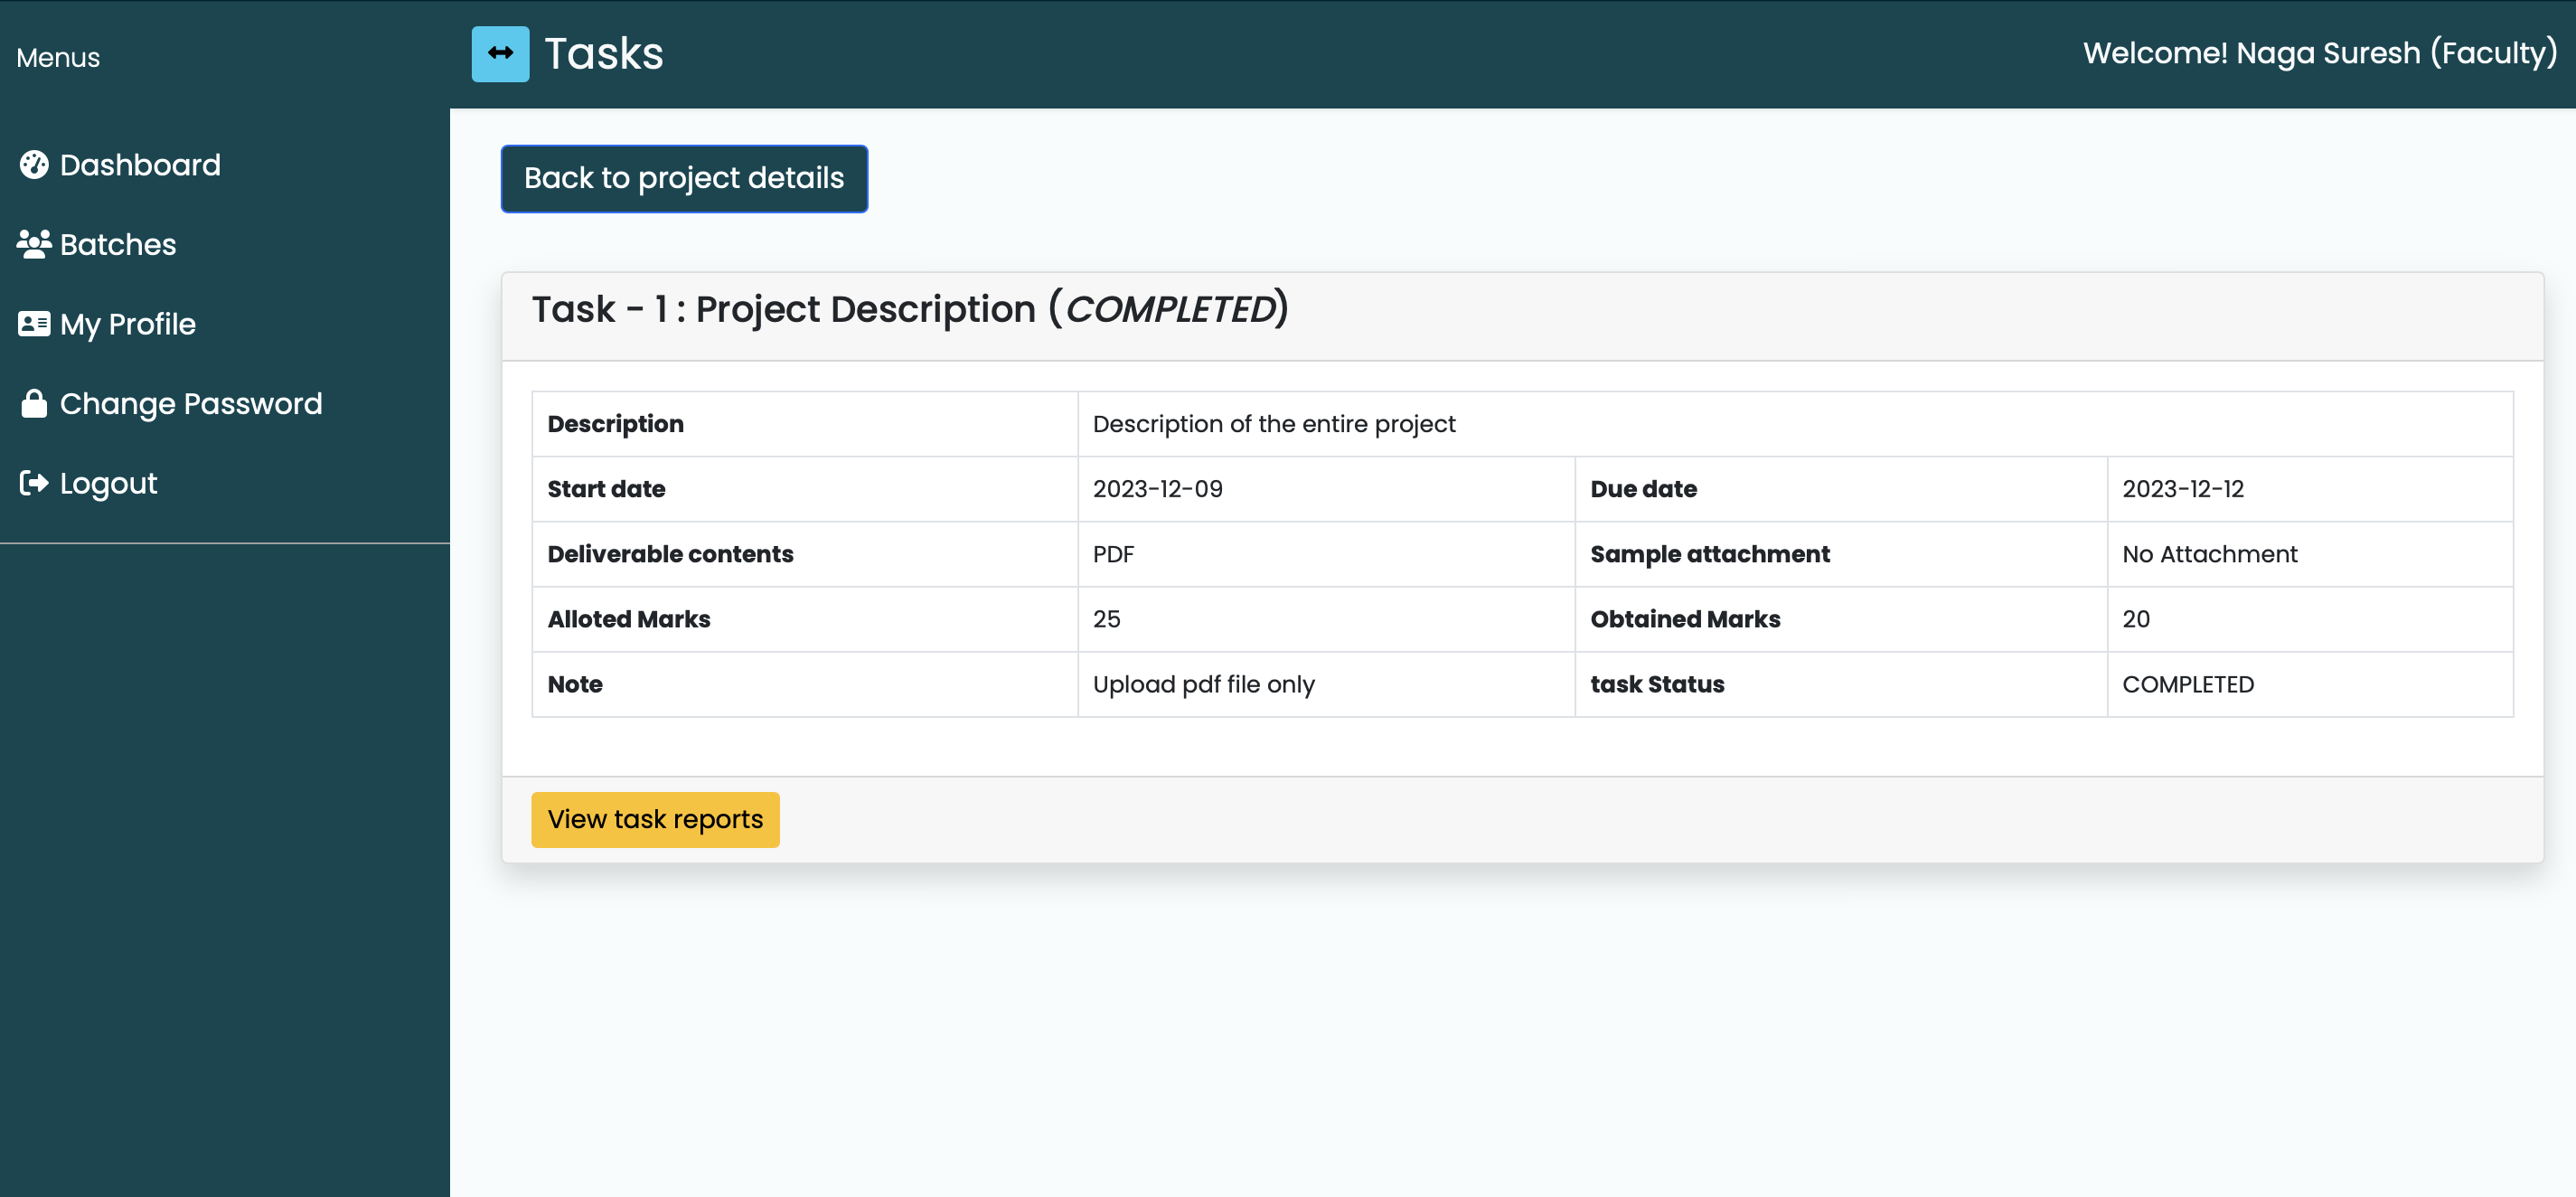 Menus
Tasks
Welcome! Naga Suresh (Faculty)
Dashboard
Batches
My Profile
Change Password
Logout
Back to project details
Task - 1 : Project Description (COMPLETED)
Description Description of the entire project
Start date 2023-12-09 Due date 2023-12-12
Deliverable contents PDF Sample attachment No Attachment
Alloted Marks 25 Obtained Marks 20
Note Upload pdf file only task Status COMPLETED
View task reports